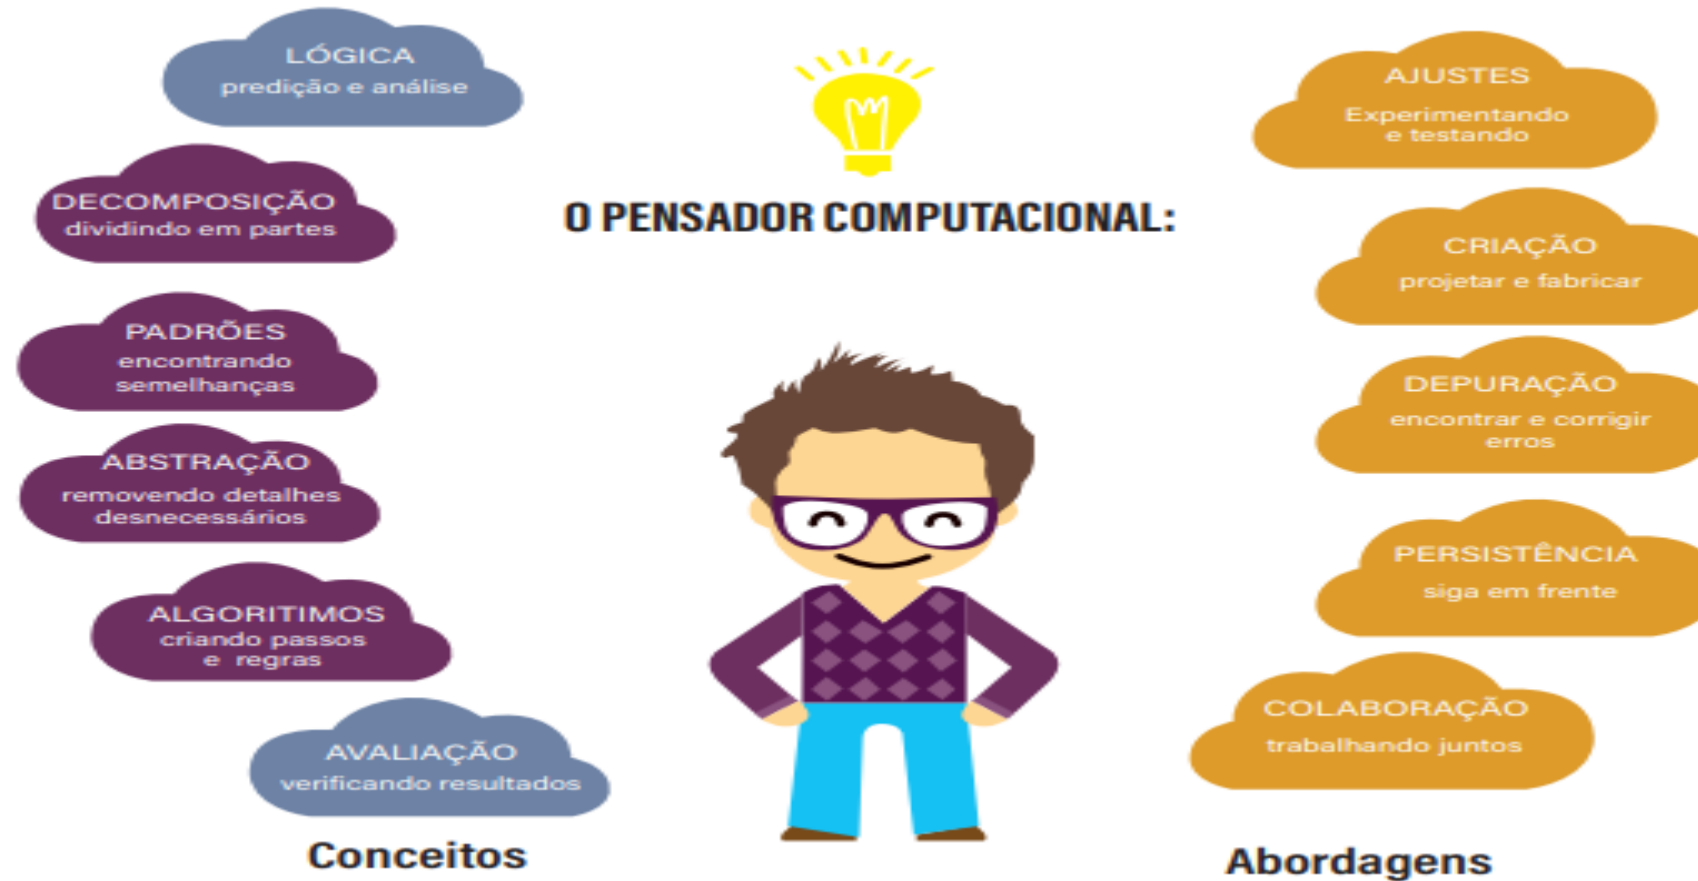 LÓGICA
predição e análise
DECOMPOSIÇÃO
dividindo em partes
PADRÕES
encontrando
semelhanças
ABSTRAÇÃO
removendo detalhes
desnecessários
ALGORITIMOS
criando passos
e regras
AVALIAÇÃO
verificando resultados
Conceitos
O PENSADOR COMPUTACIONAL:
AJUSTES
Experimentando
e testando
CRIAÇÃO
projetar e fabricar
DEPURAÇÃO
encontrar e corrigir
erros
PERSISTÊNCIA
siga em frente
COLABORAÇÃO
trabalhando juntos
Abordagens